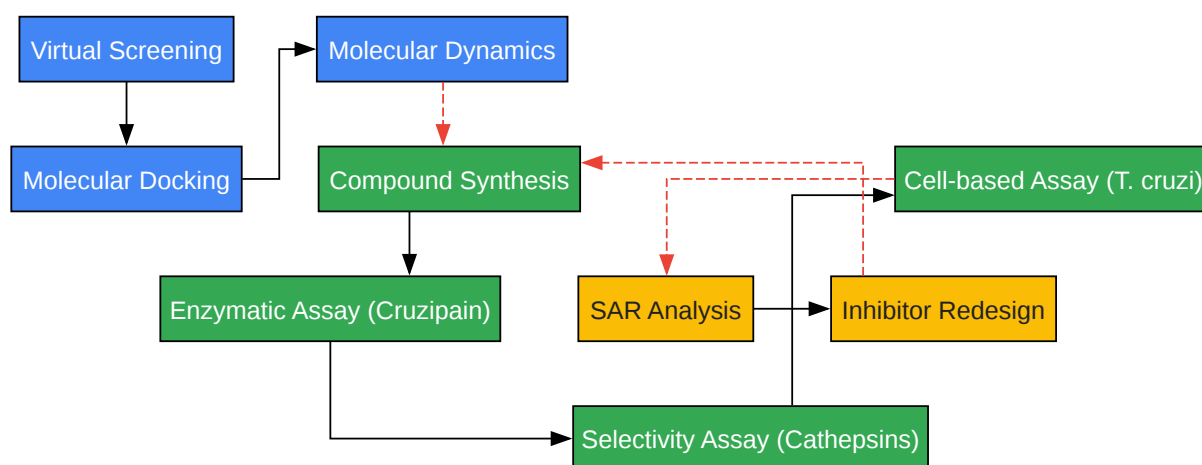 Virtual Screening
Molecular Dynamics
Molecular Docking
Compound Synthesis
Cell-based Assay (T. cruzi)
Enzymatic Assay (Cruzipain)
SAR Analysis
Inhibitor Redesign
Selectivity Assay (Cathepsins)